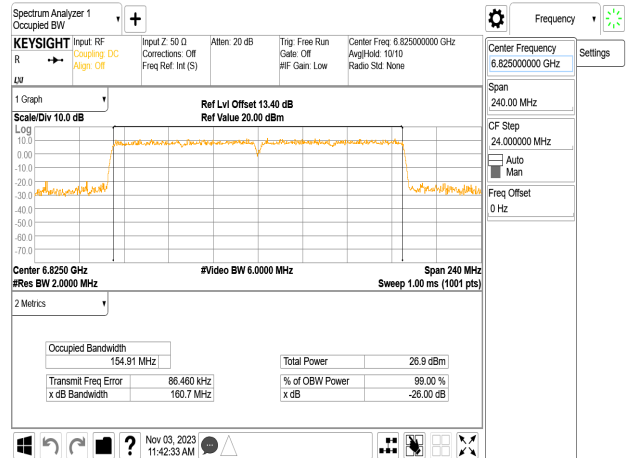 Spectrum Analyzer 1
Occupied BW
Frequency
KEYSIGHT
R
Input: RF
Coupling: DC
Align: Off
Input Z: 50 Ω
Corrections: Off
Freq Ref: Int (S)
Atten: 20 dB
Trig: Free Run
Gate: Off
#IF Gain: Low
Center Freq: 6.825000000 GHz
Avg|Hold: 10/10
Radio Std: None
Center Frequency
6.825000000 GHz
Settings
Span
240.00 MHz
CF Step
24.000000 MHz
Auto
Man
Freq Offset
0 Hz
1 Graph
Scale/Div 10.0 dB
Ref Lvl Offset 13.40 dB
Ref Value 20.00 dBm
Log
10.0
0.00
-10.0
-20.0
-30.0
-40.0
-50.0
-60.0
-70.0
Center 6.8250 GHz
#Video BW 6.0000 MHz
Span 240 MHz
#Res BW 2.0000 MHz
Sweep 1.00 ms (1001 pts)
2 Metrics
Occupied Bandwidth
154.91 MHz
Total Power 26.9 dBm
Transmit Freq Error 86.460 kHz
% of OBW Power 99.00 %
x dB Bandwidth 160.7 MHz
x dB -26.00 dB
Nov 03, 2023
11:42:33 AM